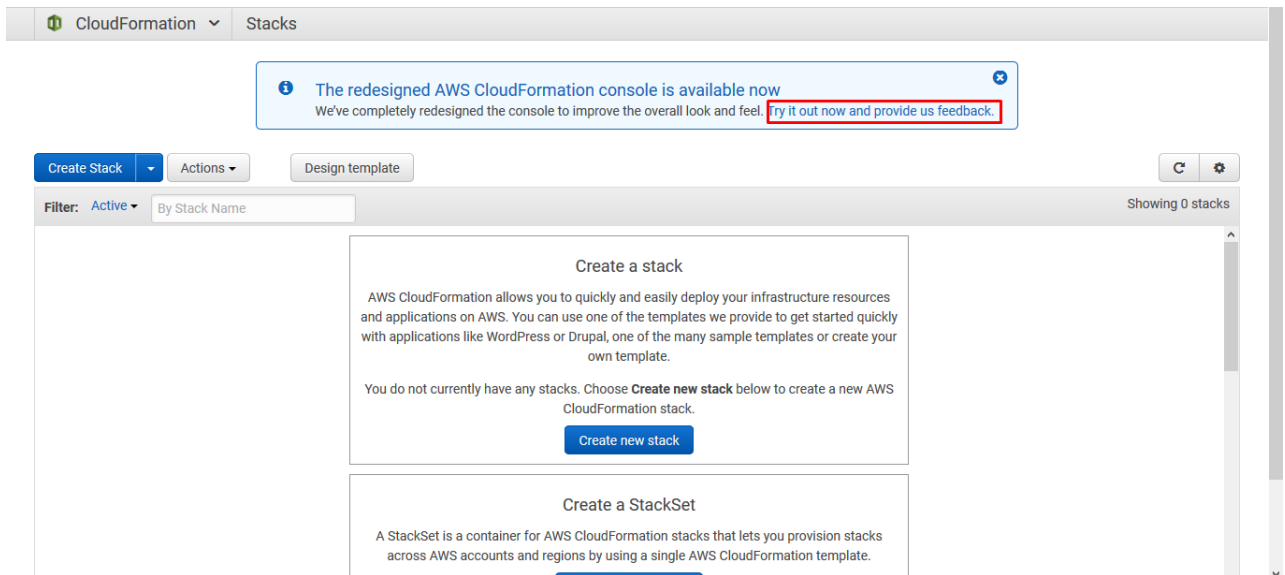 CloudFormation Stacks
The redesigned AWS CloudFormation console is available now
We've completely redesigned the console to improve the overall look and feel. Try it out now and provide us feedback.
Create Stack Actions Design template
Filter: Active By Stack Name Showing 0 stacks
Create a stack
AWS CloudFormation allows you to quickly and easily deploy your infrastructure resources
and applications on AWS. You can use one of the templates we provide to get started quickly
with applications like WordPress or Drupal, one of the many sample templates or create your
own template.
You do not currently have any stacks. Choose Create new stack below to create a new AWS
CloudFormation stack.
Create new stack
Create a StackSet
A StackSet is a container for AWS CloudFormation stacks that lets you provision stacks
across AWS accounts and regions by using a single AWS CloudFormation template.